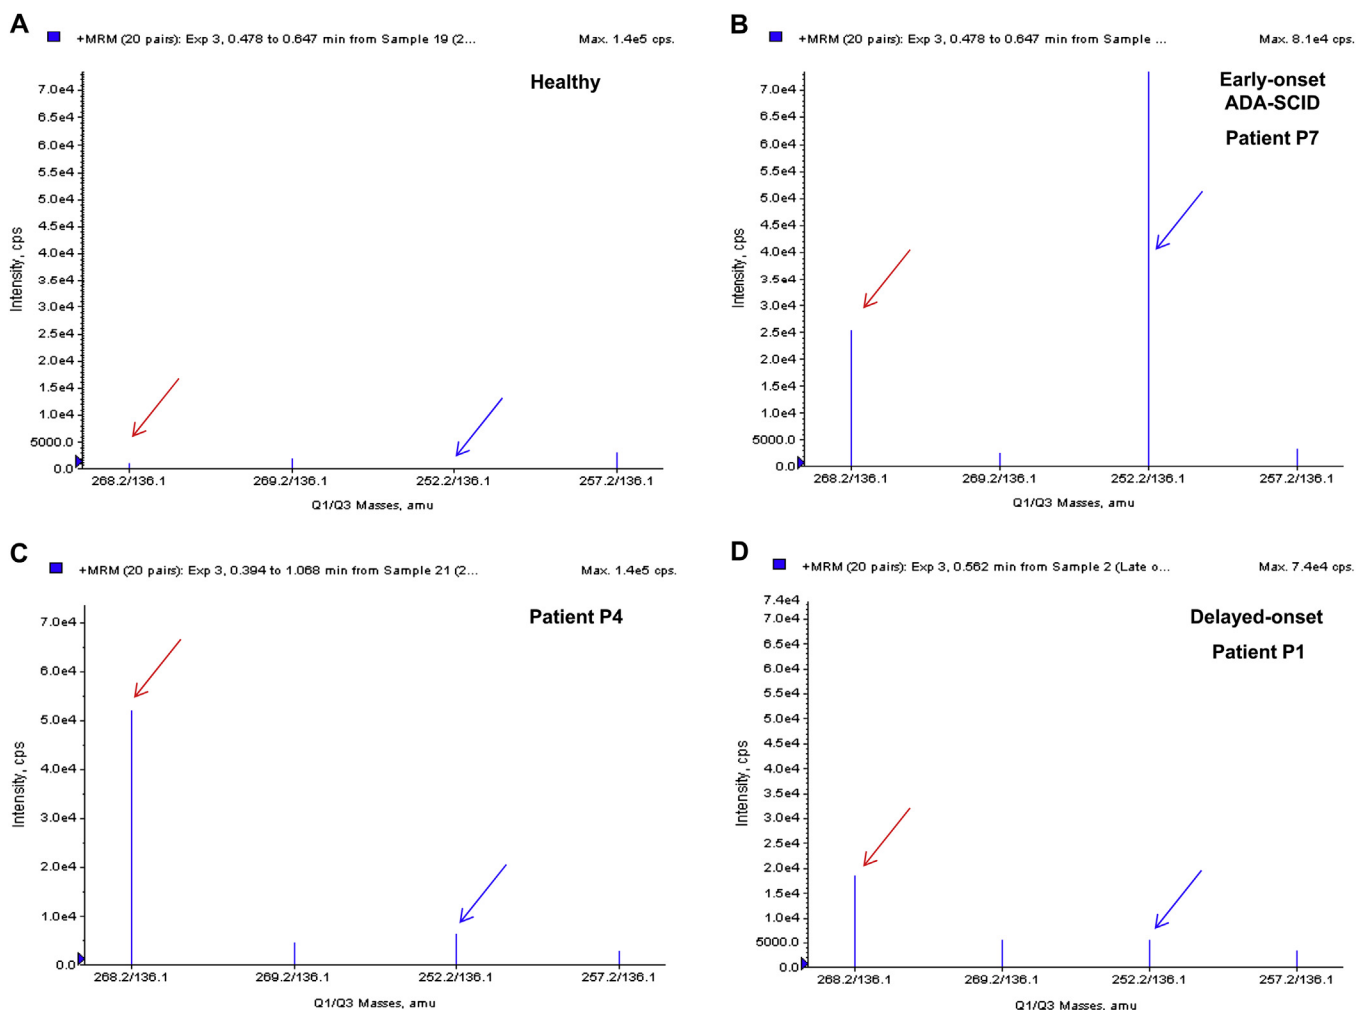 A
+MRM (20 pairs): Exp 3, 0.478 to 0.647 min from Sample 19 (2... Max. 1.4e5 cps.
Healthy
7.0e4
6.5e4
6.0e4
5.5e4
5.0e4
4.5e4
4.0e4
3.5e4
3.0e4
2.5e4
2.0e4
1.5e4
1.0e4
5000.0
0.0
Intensity, cps
268.2/136.1 269.2/136.1 252.2/136.1 257.2/136.1
Q1/Q3 Masses, amu
B
+MRM (20 pairs): Exp 3, 0.478 to 0.647 min from Sample ... Max. 8.1e4 cps.
Early-onset
ADA-SCID
Patient P7
7.0e4
6.5e4
6.0e4
5.5e4
5.0e4
4.5e4
4.0e4
3.5e4
3.0e4
2.5e4
2.0e4
1.5e4
1.0e4
5000.0
0.0
Intensity, cps
268.2/136.1 269.2/136.1 252.2/136.1 257.2/136.1
Q1/Q3 Masses, amu
C
+MRM (20 pairs): Exp 3, 0.394 to 1.068 min from Sample 21 (2... Max. 1.4e5 cps.
Patient P4
7.0e4
6.0e4
5.0e4
4.0e4
3.0e4
2.0e4
1.0e4
0.0
Intensity, cps
268.2/136.1 269.2/136.1 252.2/136.1 257.2/136.1
Q1/Q3 Masses, amu
D
+MRM (20 pairs): Exp 3, 0.562 min from Sample 2 (Late o... Max. 7.4e4 cps.
Delayed-onset
Patient P1
7.4e4
7.0e4
6.5e4
6.0e4
5.5e4
5.0e4
4.5e4
4.0e4
3.5e4
3.0e4
2.5e4
2.0e4
1.5e4
1.0e4
5000.0
0.0
Intensity, cps
268.2/136.1 269.2/136.1 252.2/136.1 257.2/136.1
Q1/Q3 Masses, amu